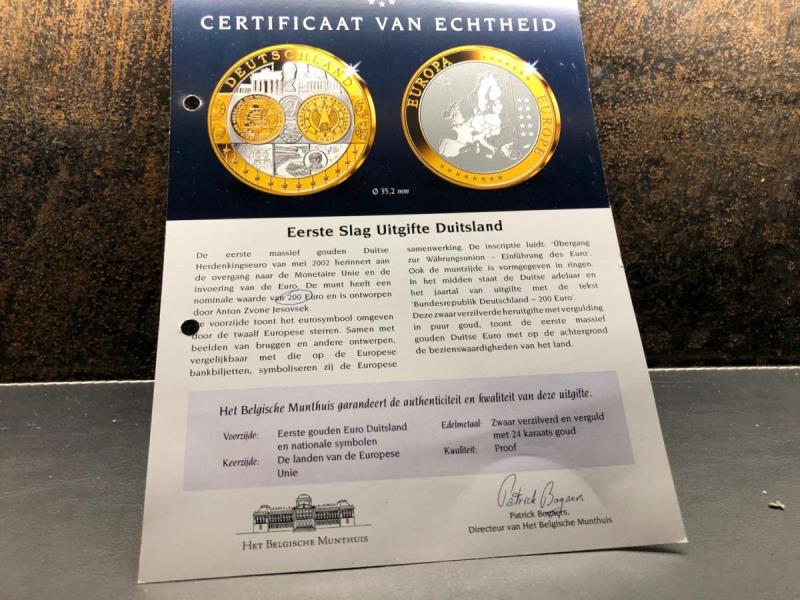 CERTIFICAAT VAN ECHTHEID
DEUTSCHLAND
EUROPA
EUROPE
Ø 35,2 mm
Eerste Slag Uitgifte Duitsland
De eerste massief gouden Duitse
Herdenkingseuro van mei 2002 herinnert aan
de overgang naar de Monetaire Unie en de
invoering van de Euro. De munt heeft een
nominale waarde van 200 Euro en is ontworpen
door Anton Zvone Jesovsek.
De voorzijde toont het eurosymbool omgeven
door de twaalf Europese sterren. Samen met
beelden van bruggen en andere ontwerpen,
vergelijkbaar met die op de Europese
bankbiljetten, symboliseren zij de Europese
samenwerking. De inscriptie luidt: 'Übergang
zur Währungsunion - Einführung des Euro'.
Ook de muntzijde is vormgegeven in ringen.
In het midden staat de Duitse adelaar en
het jaartal van uitgifte met de tekst
'Bundesrepublik Deutschland – 200 Euro'.
Deze zwaar verzilverde heruitgifte met vergulding
in puur goud, toont de eerste massief
gouden Duitse Euro met op de achtergrond
de bezienswaardigheden van het land.
Het Belgische Munthuis garandeert de authenticiteit en kwaliteit van deze uitgifte.
Voorzijde: Eerste gouden Euro Duitsland
en nationale symbolen
Keerzijde: De landen van de Europese
Unie
Edelmetaal: Zwaar verzilverd en verguld
met 24 karaats goud
Kwaliteit: Proof
HET BELGISCHE MUNTHUIS
Patrick Bogaers
Patrick Bogaerts,
Directeur van Het Belgische Munthuis